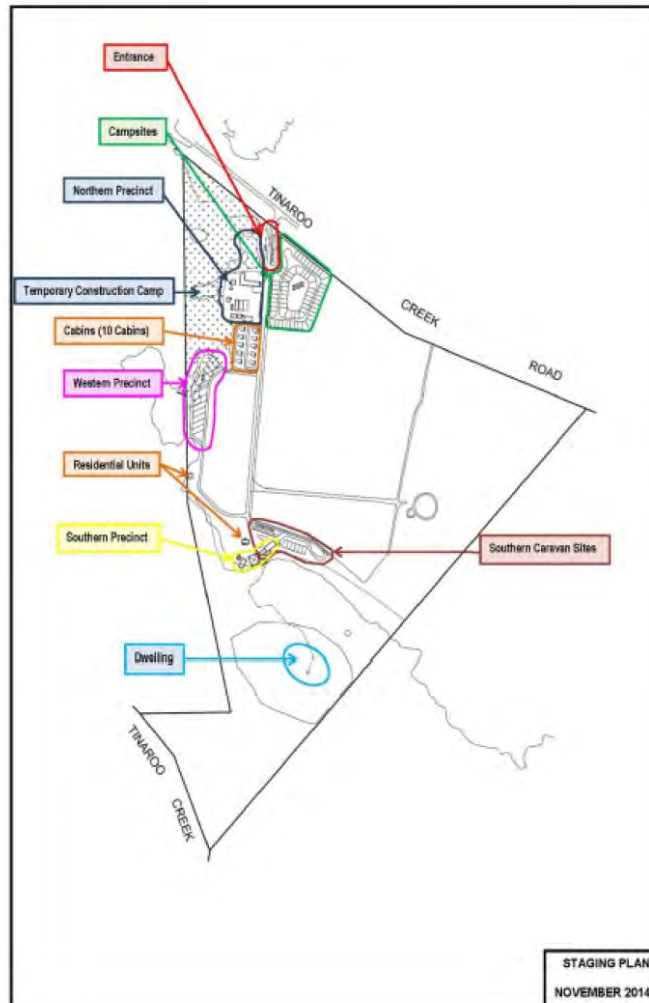 Entrance
Campsites
Northern Precinct
TINAROO
Temporary Construction Camp
Cabins (10 Cabins)
CREEK
ROAD
Western Precinct
Residential Units
Southern Precinct
Southern Caravan Sites
Dwelling
TINAROO
CREEK
STAGING PLAN
NOVEMBER 2014